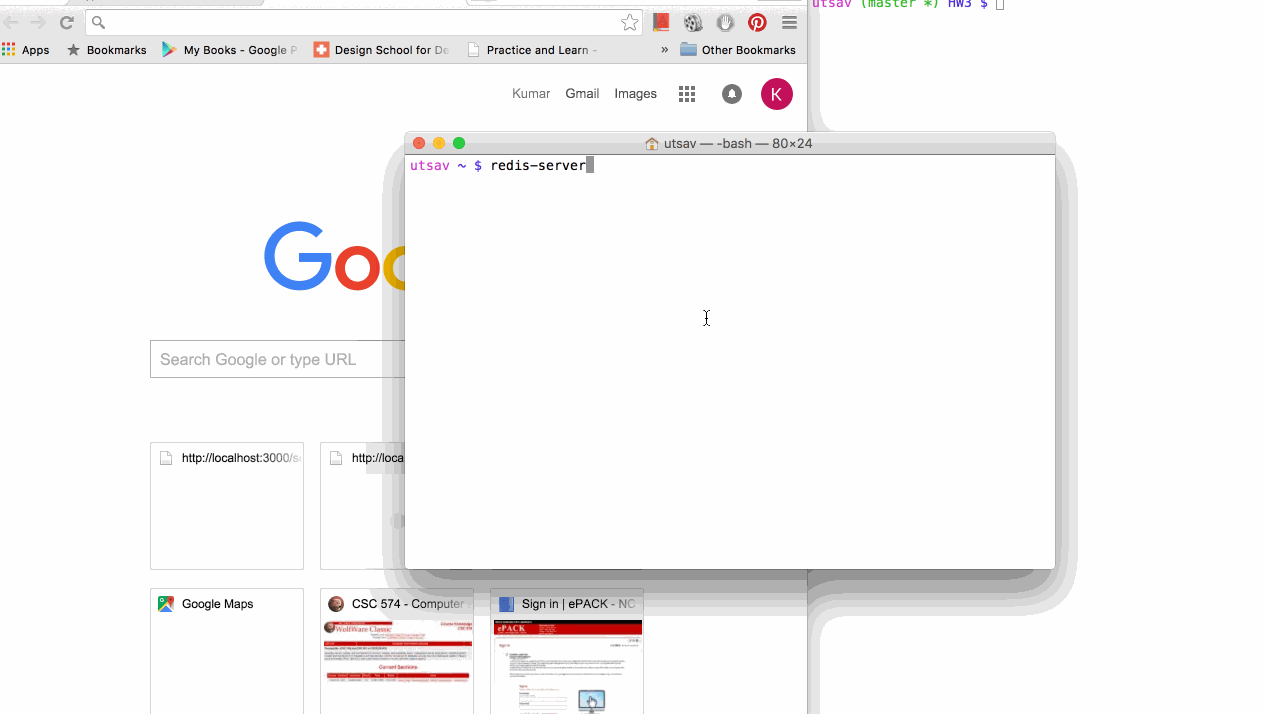 utsav (master *) HW3 $
Apps Bookmarks My Books - Google P Design School for De Practice and Learn - » Other Bookmarks
Kumar Gmail Images K
utsav — -bash — 80×24
utsav ~ $ redis-server
Goo
Search Google or type URL
http://localhost:3000/s
http://loca
Google Maps
CSC 574 - Computer -
Sign in | ePACK - NC
WolfWare Classic
Current Sections
ePACK